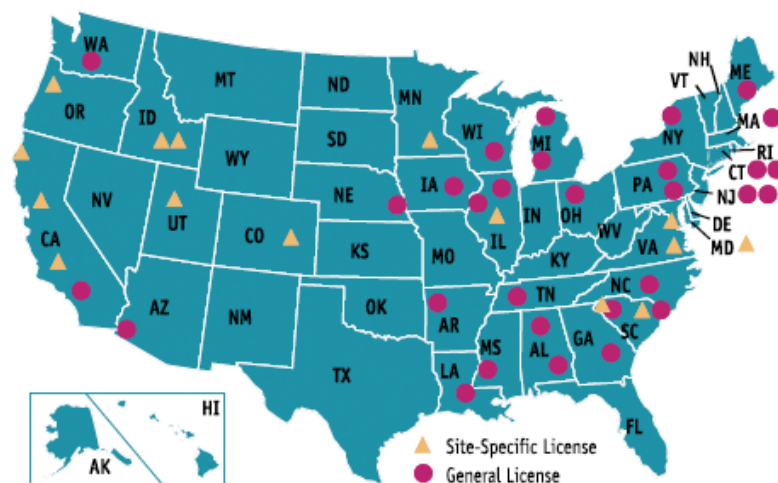 WA
MT
ND
MN
OR
ID
SD
WI
MI
WY
NE
IA
NV
UT
CO
KS
IL
IN
OH
CA
AZ
NM
OK
MO
KY
WV
VA
AR
TN
NC
TX
LA
MS
AL
GA
SC
FL
NH
VT
ME
NY
MA
RI
CT
PA
NJ
DE
MD
HI
AK
Site-Specific License
General License